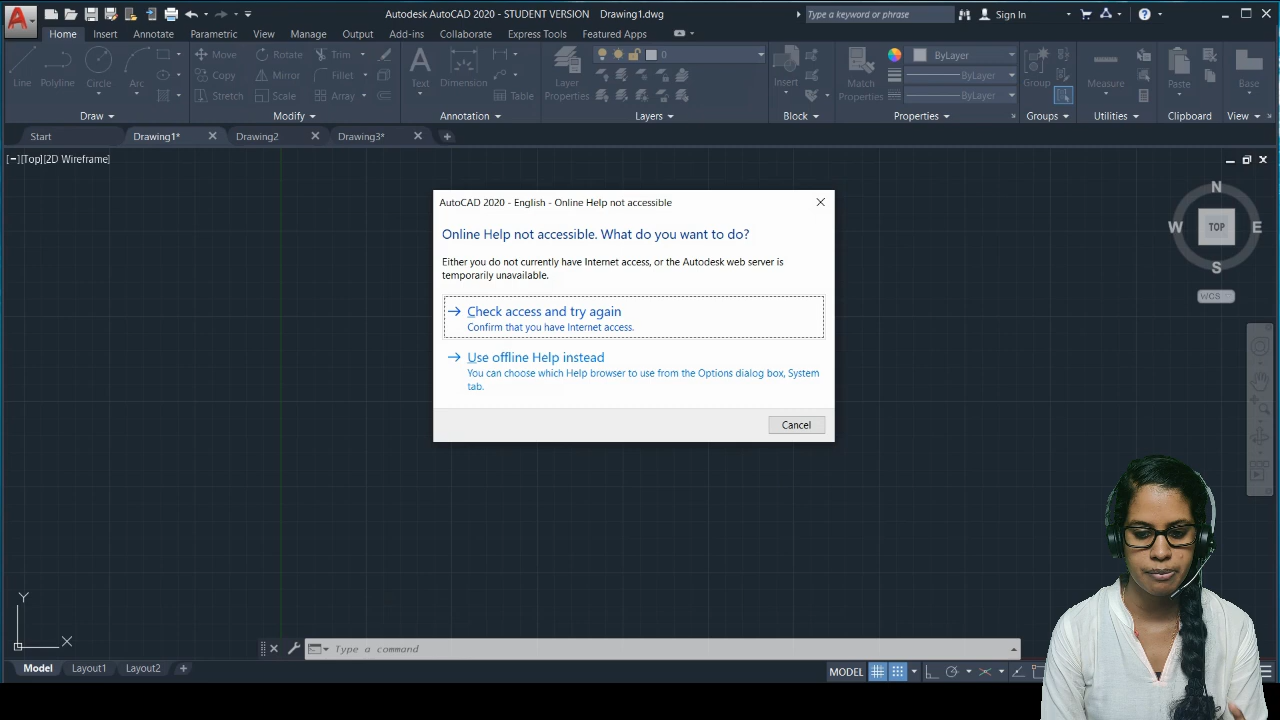 Autodesk AutoCAD 2020 - STUDENT VERSION Drawing1.dwg
Type a keyword or phrase
Sign In
Home Insert Annotate Parametric View Manage Output Add-ins Collaborate Express Tools Featured Apps
Line Polyline Circle Arc
Move Rotate Trim
Copy Mirror Fillet
Stretch Scale Array
Text Dimension
Table
Layer
Properties
0
Insert
Match
Properties
ByLayer
ByLayer
ByLayer
Group
Measure
Paste
Base
Draw Modify Annotation Layers Block Properties Groups Utilities Clipboard View
Start Drawing1* Drawing2 Drawing3*
[−][Top][2D Wireframe]
N
W TOP E
S
WCS
AutoCAD 2020 - English - Online Help not accessible
Online Help not accessible. What do you want to do?
Either you do not currently have Internet access, or the Autodesk web server is
temporarily unavailable.
Check access and try again
Confirm that you have Internet access.
Use offline Help instead
You can choose which Help browser to use from the Options dialog box, System
tab.
Cancel
Y
X
Type a command
Model Layout1 Layout2
MODEL